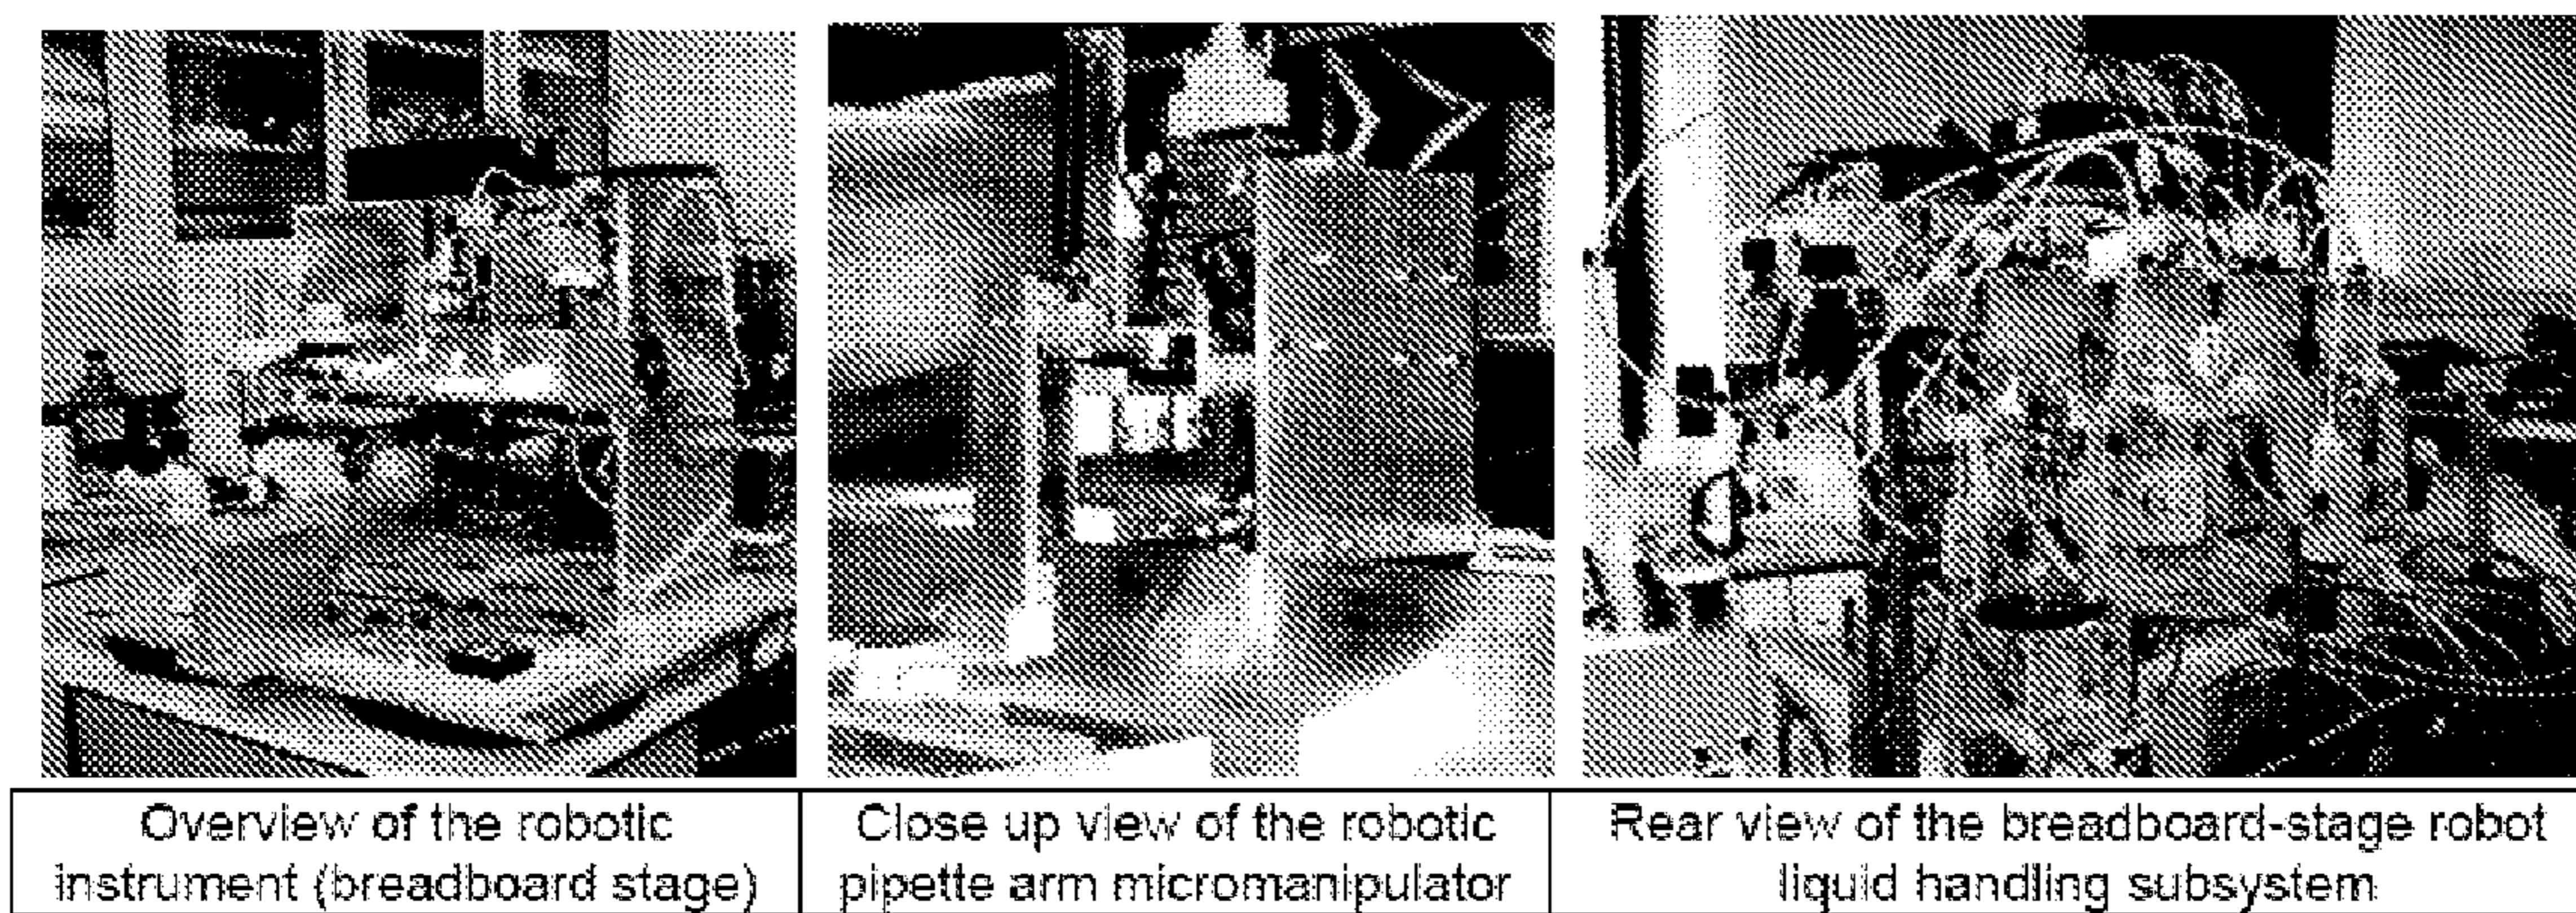 Overview of the robotic
instrument (breadboard stage)
Close up view of the robotic
pipette arm micromanipulator
Rear view of the breadboard-stage robot
liquid handling subsystem